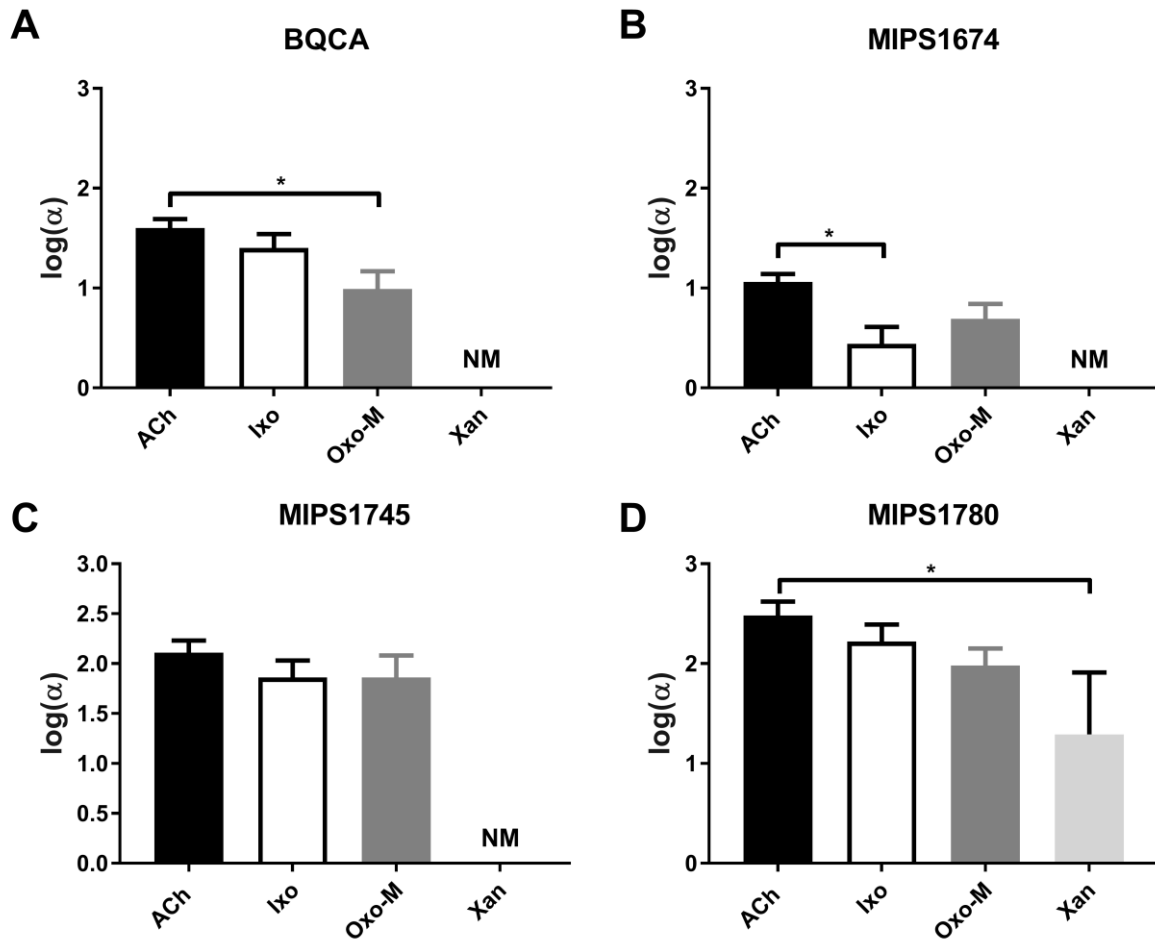 A
BQCA
3
2
1
0
log(α)
*
NM
ACh
Ixo
Oxo-M
Xan
B
MIPS1674
3
2
1
0
log(α)
*
NM
ACh
Ixo
Oxo-M
Xan
C
MIPS1745
3.0
2.5
2.0
1.5
1.0
0.5
0.0
log(α)
NM
ACh
Ixo
Oxo-M
Xan
D
MIPS1780
3
2
1
0
log(α)
*
ACh
Ixo
Oxo-M
Xan